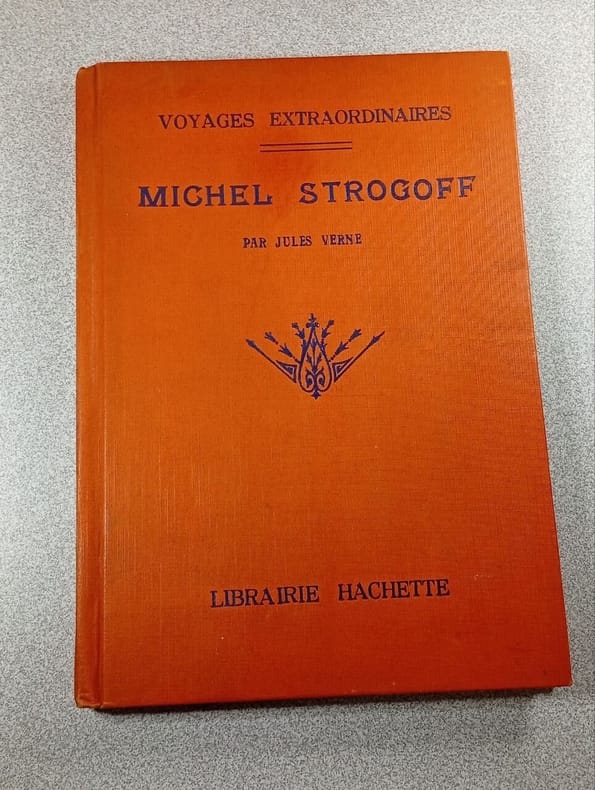 VOYAGES EXTRAORDINAIRES
MICHEL STROGOFF
PAR JULES VERNE
LIBRAIRIE HACHETTE